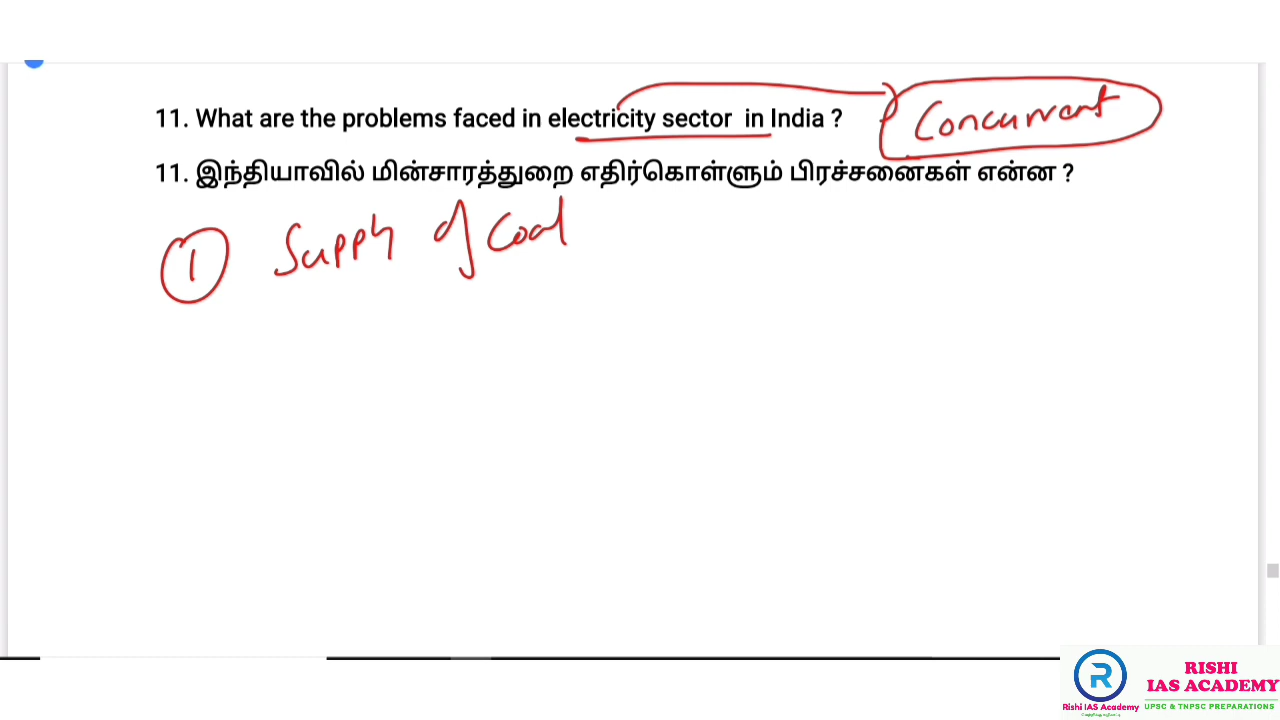 11. What are the problems faced in electricity sector in India ? Concurrent
11. இந்தியாவில் மின்சாரத்துறை எதிர்கொள்ளும் பிரச்சனைகள் என்ன ?
1 Supply of Coal
R RISHI
IAS ACADEMY
Rishi IAS Academy UPSC & TNPSC PREPARATIONS